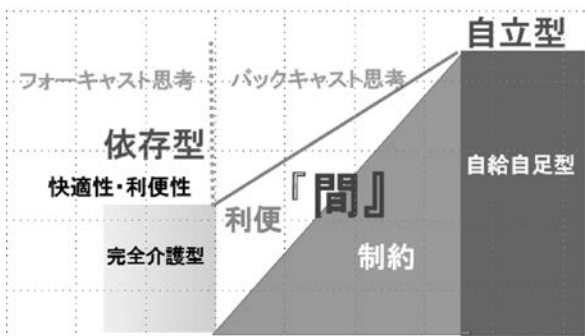 自立型
フォーキャスト思考
バックキャスト思考
依存型
快適性・利便性
自給自足型
利便
『間』
完全介護型
制約